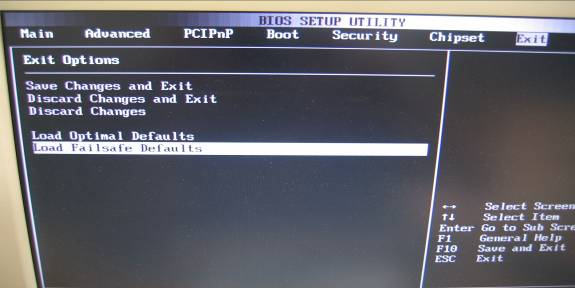 BIOS SETUP UTILITY
Main Advanced PCIPnP Boot Security Chipset Exit
Exit Options
Save Changes and Exit
Discard Changes and Exit
Discard Changes
Load Optimal Defaults
Load Failsafe Defaults
←→ Select Screen
↑↓ Select Item
Enter Go to Sub Scre
F1 General Help
F10 Save and Exit
ESC Exit